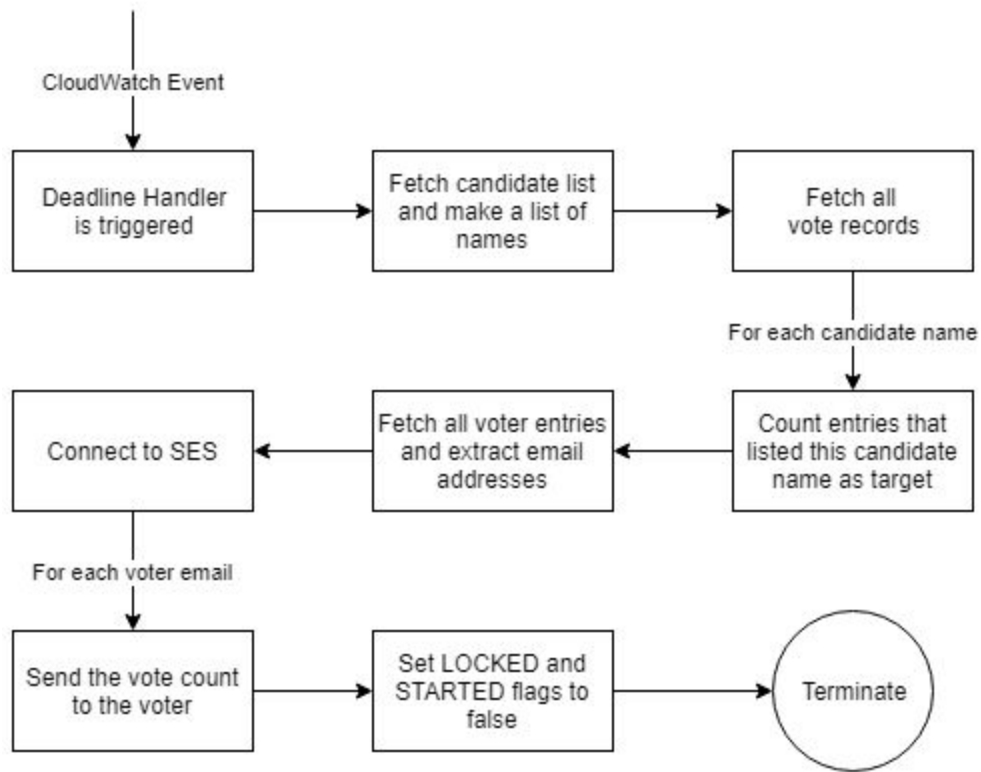 CloudWatch Event
Deadline Handler
is triggered
Fetch candidate list
and make a list of
names
Fetch all
vote records
For each candidate name
Count entries that
listed this candidate
name as target
Fetch all voter entries
and extract email
addresses
Connect to SES
For each voter email
Send the vote count
to the voter
Set LOCKED and
STARTED flags to
false
Terminate